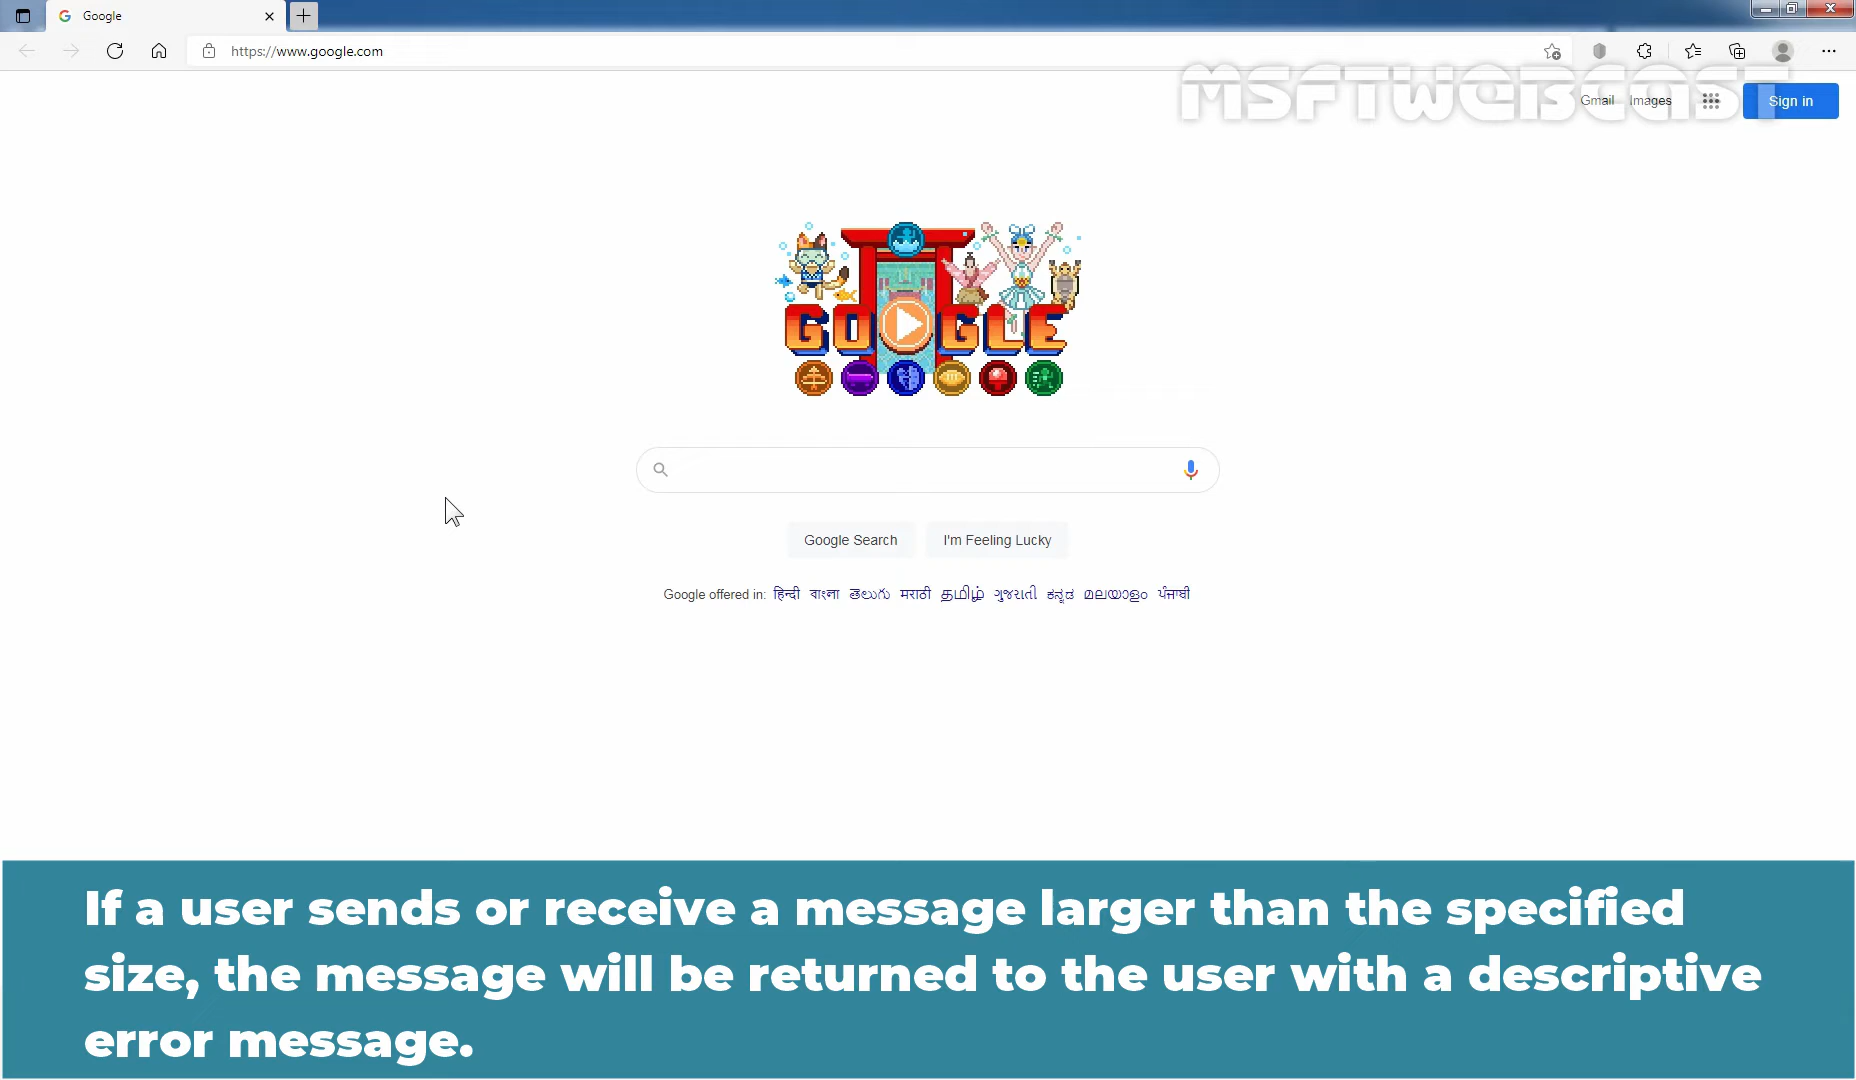 Google
https://www.google.com
MSFTWEBCAST
Gmail Images Sign in
GOOGLE
Google Search I'm Feeling Lucky
Google offered in: हिन्दी বাংলা తెలుగు मराठी தமிழ் ગુજરાતી ಕನ್ನಡ മലയാളം ਪੰਜਾਬੀ
If a user sends or receive a message larger than the specified
size, the message will be returned to the user with a descriptive
error message.